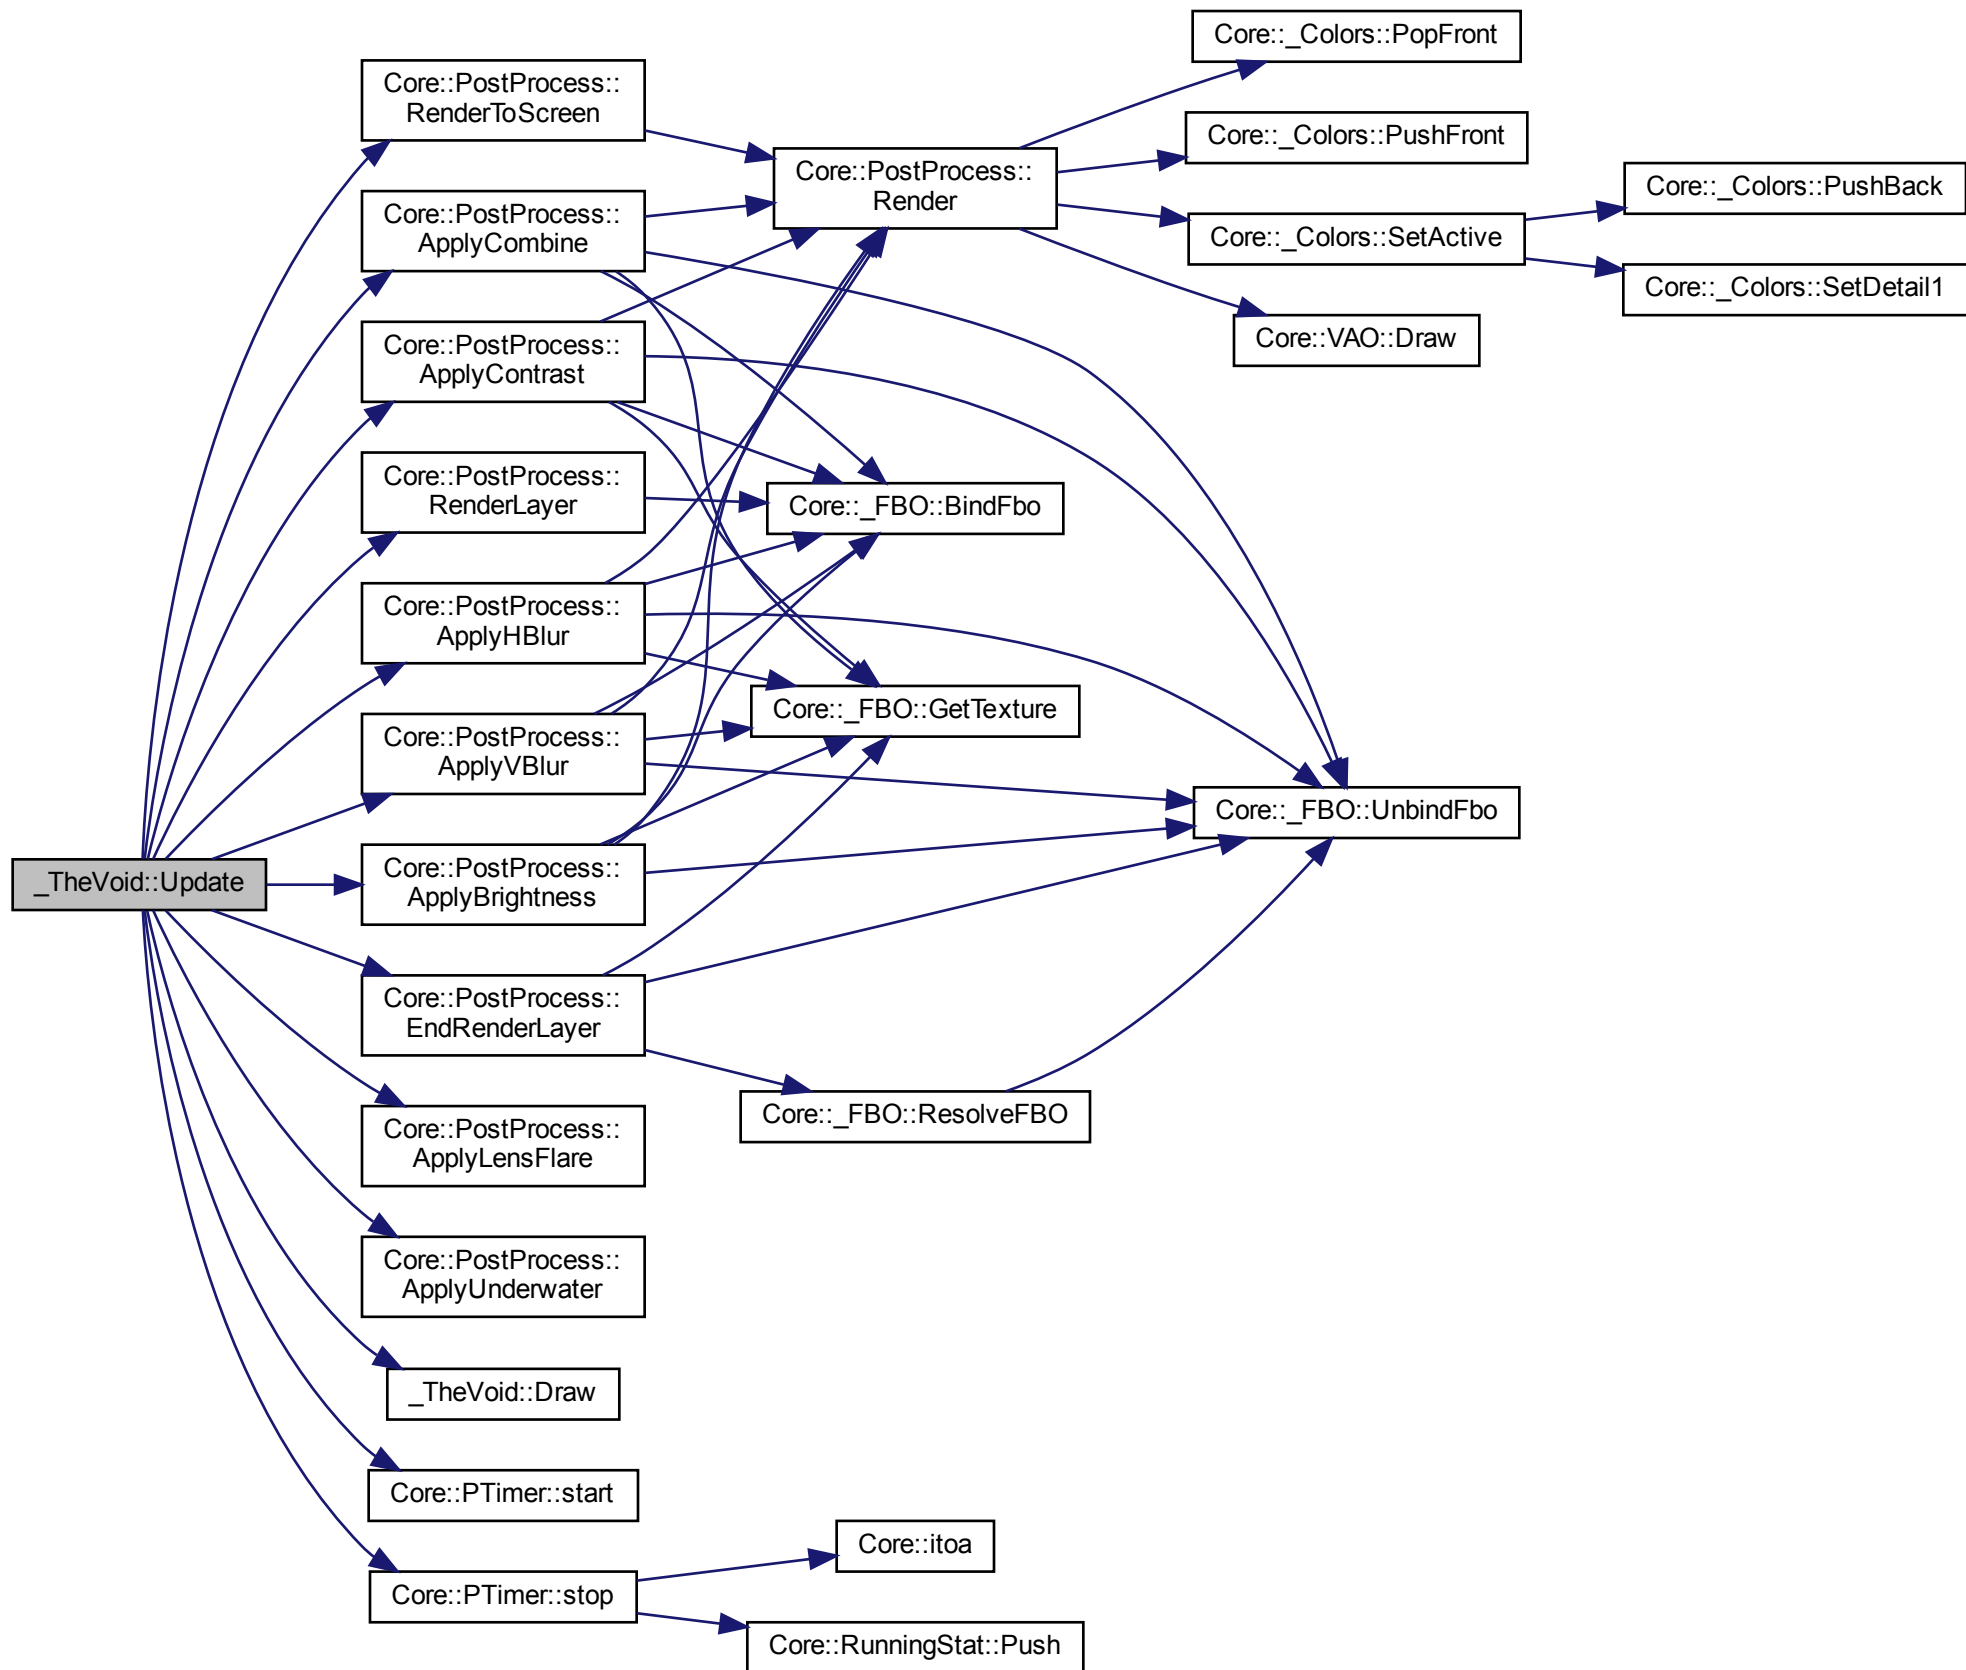 _TheVoid::Update
Core::PostProcess::
RenderToScreen
Core::PostProcess::
ApplyCombine
Core::PostProcess::
ApplyContrast
Core::PostProcess::
RenderLayer
Core::PostProcess::
ApplyHBlur
Core::PostProcess::
ApplyVBlur
Core::PostProcess::
ApplyBrightness
Core::PostProcess::
EndRenderLayer
Core::PostProcess::
ApplyLensFlare
Core::PostProcess::
ApplyUnderwater
_TheVoid::Draw
Core::PTimer::start
Core::PTimer::stop
Core::PostProcess::
Render
Core::_FBO::BindFbo
Core::_FBO::GetTexture
Core::_FBO::ResolveFBO
Core::itoa
Core::RunningStat::Push
Core::_Colors::PopFront
Core::_Colors::PushFront
Core::_Colors::SetActive
Core::VAO::Draw
Core::_FBO::UnbindFbo
Core::_Colors::PushBack
Core::_Colors::SetDetail1